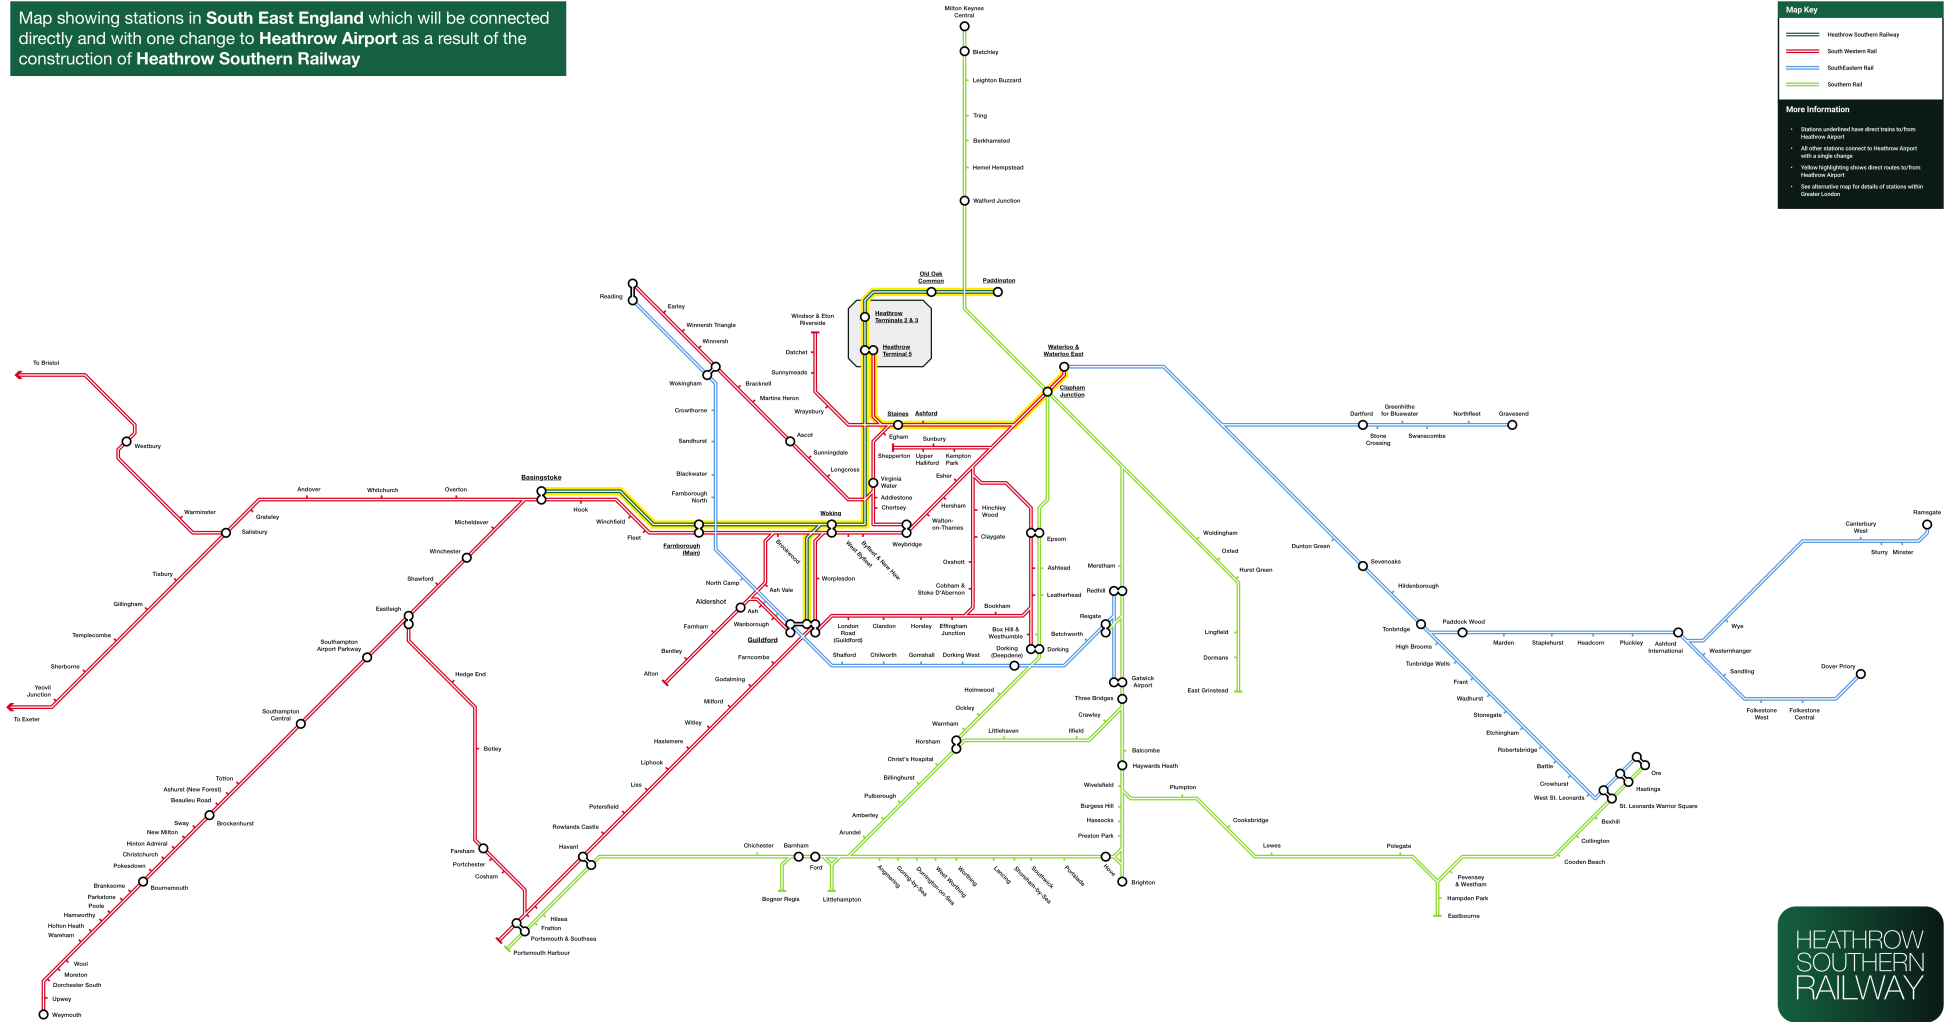 Map showing stations in South East England which will be connected
directly and with one change to Heathrow Airport as a result of the
construction of Heathrow Southern Railway
Map Key
Heathrow Southern Railway
South Western Rail
SouthEastern Rail
Southern Rail
More Information
• Stations underlined have direct trains to/from
Heathrow Airport
• All other stations connect to Heathrow Airport
with a single change
• Yellow highlighting shows direct routes to/from
Heathrow Airport
• See alternative map for details of stations within
Greater London
Milton Keynes
Central
Bletchley
Leighton Buzzard
Tring
Berkhamsted
Hemel Hempstead
Watford Junction
Old Oak
Common
Paddington
Heathrow
Terminals 2 & 3
Heathrow
Terminal 5
Windsor & Eton
Riverside
Datchet
Sunnymeads
Wraysbury
Staines
Ashford
Egham
Sunbury
Shepperton
Upper
Halliford
Kempton
Park
Waterloo &
Waterloo East
Clapham
Junction
Reading
Earley
Winnersh Triangle
Winnersh
Wokingham
Bracknell
Martins Heron
Ascot
Sunningdale
Longcross
Virginia
Water
Addlestone
Chertsey
Crowthorne
Sandhurst
Blackwater
Farnborough
North
North Camp
To Bristol
Westbury
Warminster
Salisbury
Grateley
Andover
Whitchurch
Overton
Basingstoke
Hook
Winchfield
Fleet
Farnborough
(Main)
Brookwood
Woking
West Byfleet
Byfleet & New Haw
Weybridge
Walton-
on-Thames
Hersham
Esher
Hinchley
Wood
Claygate
Oxshott
Cobham &
Stoke D'Abernon
Bookham
Epsom
Ashtead
Leatherhead
Box Hill &
Westhumble
Dorking
Dorking
(Deepdene)
Worplesdon
Ash Vale
Aldershot
Ash
Wanborough
Guildford
Farnham
Bentley
Alton
London
Road
(Guildford)
Clandon
Horsley
Effingham
Junction
Shalford
Chilworth
Gomshall
Dorking West
Betchworth
Reigate
Redhill
Merstham
Gatwick
Airport
Three Bridges
Crawley
Ifield
Littlehaven
Horsham
Holmwood
Ockley
Warnham
Christ's Hospital
Billinghurst
Pulborough
Amberley
Arundel
Balcombe
Haywards Heath
Wivelsfield
Burgess Hill
Hassocks
Preston Park
Hove
Brighton
Woldingham
Oxted
Hurst Green
Lingfield
Dormans
East Grinstead
Tisbury
Gillingham
Templecombe
Sherborne
Yeovil
Junction
To Exeter
Micheldever
Winchester
Shawford
Eastleigh
Southampton
Airport Parkway
Southampton
Central
Hedge End
Botley
Fareham
Portchester
Cosham
Totton
Ashurst (New Forest)
Beaulieu Road
Brockenhurst
Sway
New Milton
Hinton Admiral
Christchurch
Pokesdown
Bournemouth
Branksome
Parkstone
Poole
Hamworthy
Holton Heath
Wareham
Wool
Moreton
Dorchester South
Upwey
Weymouth
Farncombe
Godalming
Milford
Witley
Haslemere
Liphook
Liss
Petersfield
Rowlands Castle
Havant
Hilsea
Fratton
Portsmouth & Southsea
Portsmouth Harbour
Chichester
Barnham
Ford
Bognor Regis
Littlehampton
Angmering
Goring-by-Sea
Durrington-on-Sea
West Worthing
Worthing
Lancing
Shoreham-by-Sea
Southwick
Portslade
Plumpton
Cooksbridge
Lewes
Polegate
Pevensey
& Westham
Hampden Park
Eastbourne
Cooden Beach
Collington
Bexhill
St. Leonards Warrior Square
Hastings
Ore
West St. Leonards
Crowhurst
Battle
Robertsbridge
Etchingham
Stonegate
Wadhurst
Frant
Tunbridge Wells
High Brooms
Tonbridge
Hildenborough
Sevenoaks
Dunton Green
Dartford
Stone
Crossing
Greenhithe
for Bluewater
Swanscombe
Northfleet
Gravesend
Paddock Wood
Marden
Staplehurst
Headcorn
Pluckley
Ashford
International
Wye
Canterbury
West
Sturry
Minster
Ramsgate
Westernhanger
Sandling
Folkestone
West
Folkestone
Central
Dover Priory
HEATHROW
SOUTHERN
RAILWAY